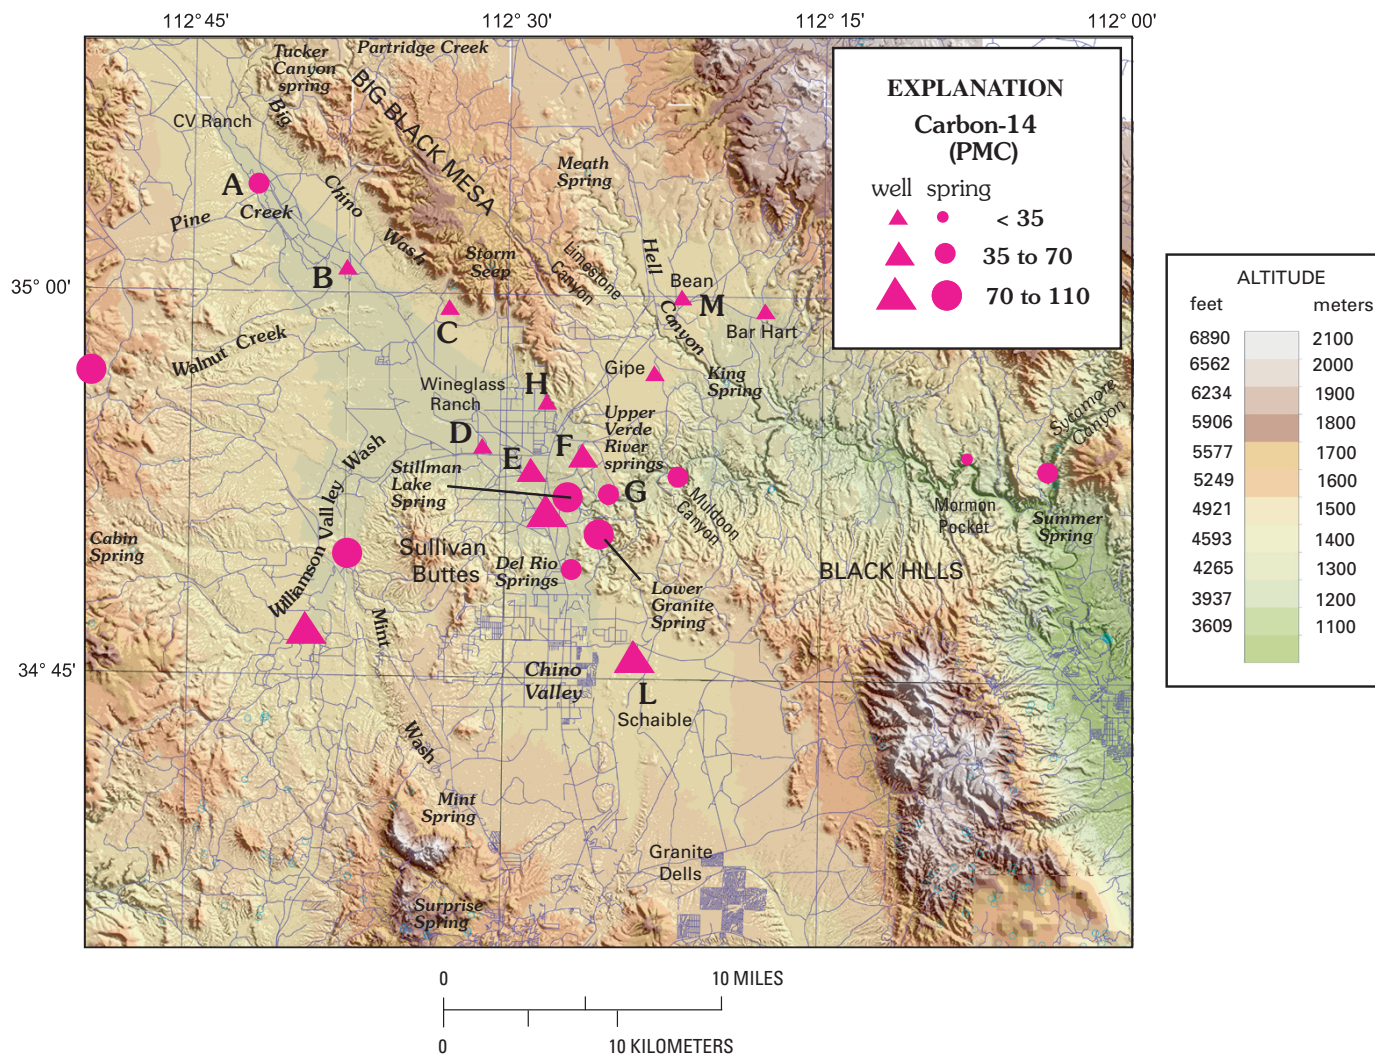 112° 45'
112° 30'
112° 15'
112° 00'
35° 00'
34° 45'
Tucker
Canyon
spring
Partridge Creek
BIG BLACK MESA
CV Ranch
Big
Chino
Wash
A
Pine
Creek
B
C
Storm
Seep
Meath
Spring
Limestone
Canyon
Hell
Canyon
Bean
M
Bar Hart
Walnut Creek
Wineglass
Ranch
H
Gipe
King
Spring
Upper
Verde
River
springs
D
E
F
G
Stillman
Lake
Spring
Muldoon
Canyon
Mormon
Pocket
Sycamore
Canyon
Summer
Spring
Cabin
Spring
Williamson Valley Wash
Sullivan
Buttes
Del Rio
Springs
Lower
Granite
Spring
BLACK HILLS
Mint
Wash
Chino
Valley
L
Schaible
Mint
Spring
Granite
Dells
Surprise
Spring
EXPLANATION
Carbon-14
(PMC)
well spring
< 35
35 to 70
70 to 110
ALTITUDE
feet meters
6890 2100
6562 2000
6234 1900
5906 1800
5577 1700
5249 1600
4921 1500
4593 1400
4265 1300
3937 1200
3609 1100
0 10 MILES
0 10 KILOMETERS